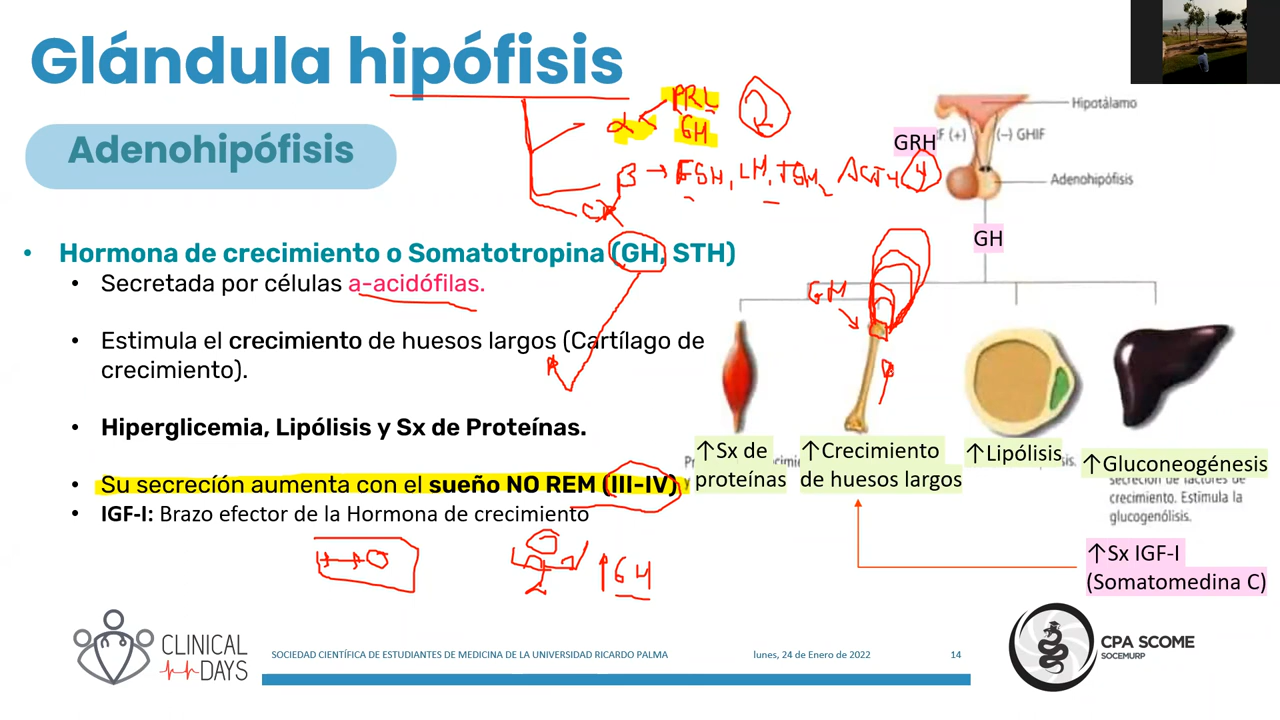 Glándula hipófisis
Adenohipófisis
α
PRL
GH
2
β → FSH, LH, TSH, ACTH 4
Hipotálamo
GRH
IF (+)
(-) GHIF
Adenohipófisis
GH
• Hormona de crecimiento o Somatotropina (GH, STH)
• Secretada por células a-acidófilas.
• Estimula el crecimiento de huesos largos (Cartílago de
crecimiento).
• Hiperglicemia, Lipólisis y Sx de Proteínas.
• Su secreción aumenta con el sueño NO REM (III-IV)
• IGF-I: Brazo efector de la Hormona de crecimiento
GH
↑Sx de
proteínas
↑Crecimiento
de huesos largos
↑Lipólisis
↑Gluconeogénesis
secreción de factores de
crecimiento. Estimula la
glucogenólisis.
↑Sx IGF-I
(Somatomedina C)
↑GH
CLINICAL
DAYS
SOCIEDAD CIENTÍFICA DE ESTUDIANTES DE MEDICINA DE LA UNIVERSIDAD RICARDO PALMA
lunes, 24 de Enero de 2022
14
CPA SCOME
SOCEMURP